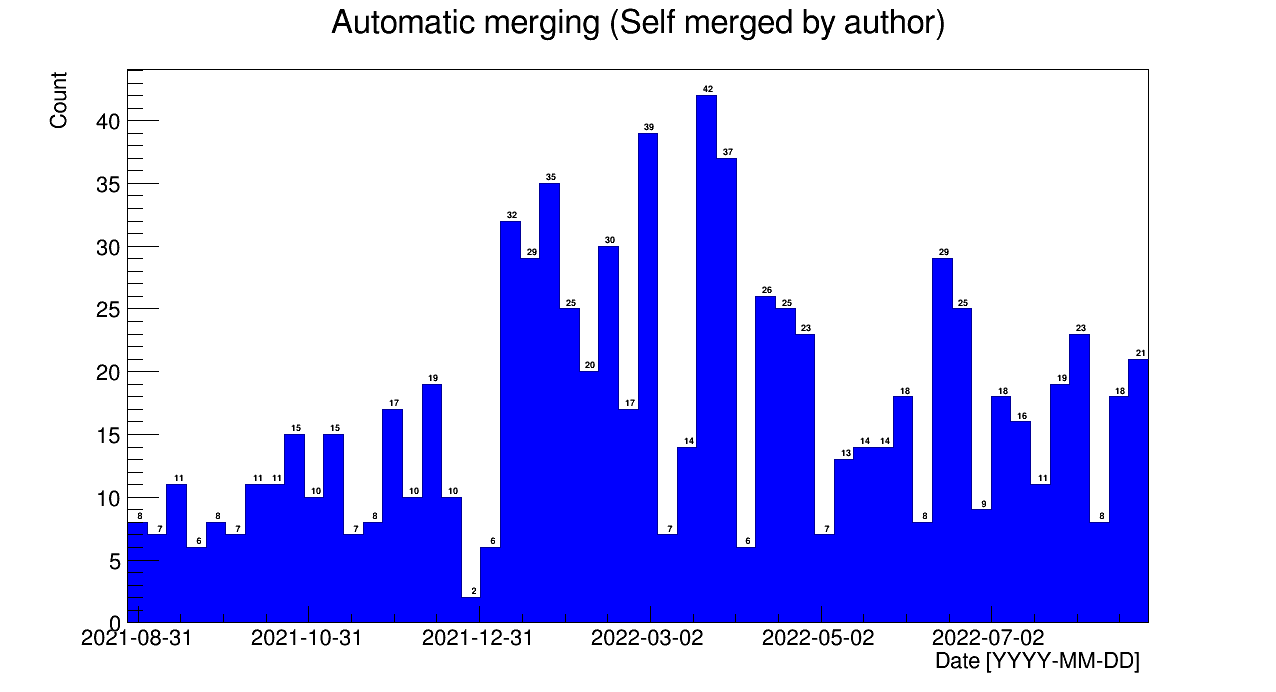 Automatic merging (Self merged by author)
Count
40
35
30
25
20
15
10
5
0
8 7 11 6 8 7 11 11 15 10 15 7 8 17 10 19 10 2 6 32 29 35 25 20 30 17 39 7 14 42 37 6 26 25 23 7 13 14 14 18 8 29 25 9 18 16 11 19 23 8 18 21
2021-08-31 2021-10-31 2021-12-31 2022-03-02 2022-05-02 2022-07-02
Date [YYYY-MM-DD]